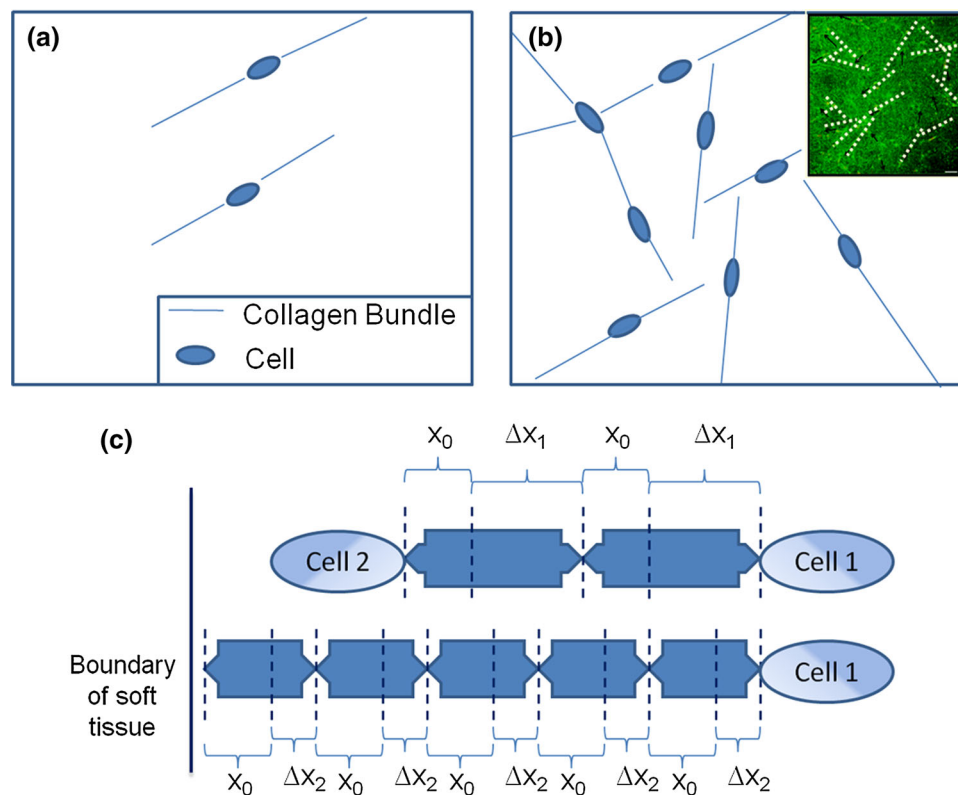 (a)
Collagen Bundle
Cell
(b)
(c)
x₀ Δx₁ x₀ Δx₁
Cell 2
Cell 1
Boundary
of soft
tissue
Cell 1
x₀ Δx₂ x₀ Δx₂ x₀ Δx₂ x₀ Δx₂ x₀ Δx₂